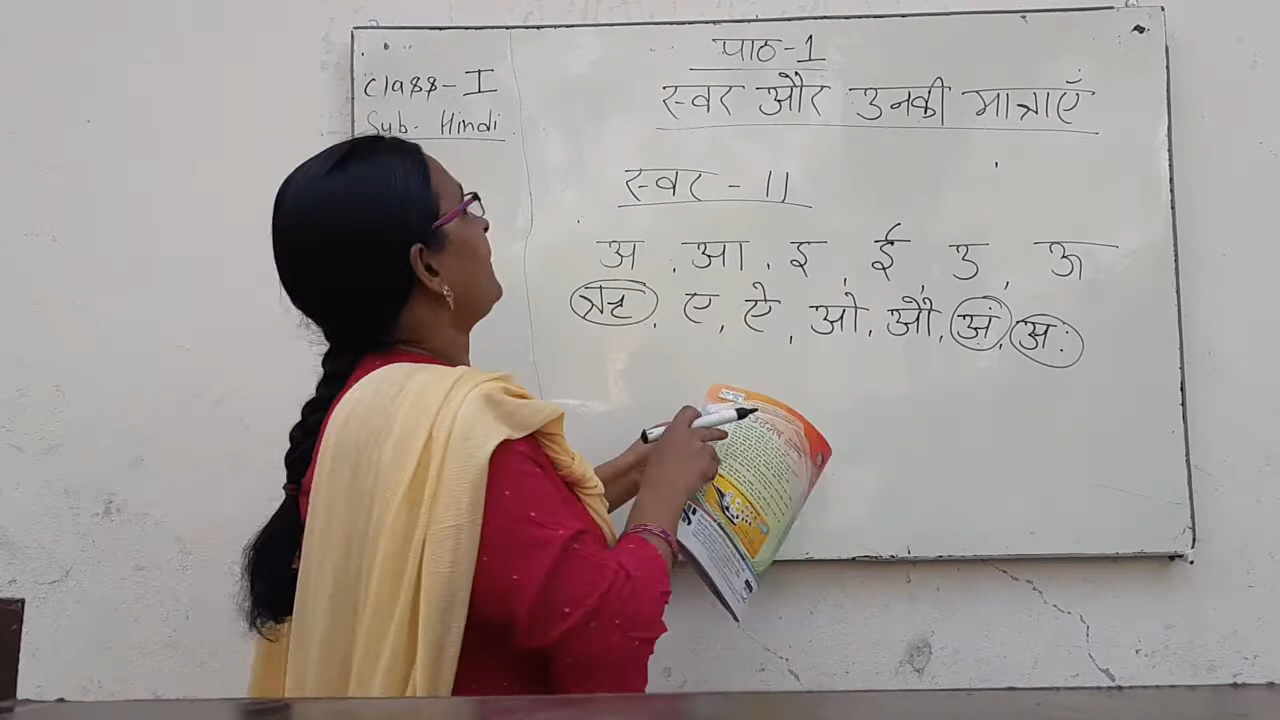 Class- I
Sub- Hindi
पाठ-1
स्वर और उनकी मात्राएँ
स्वर - 11
अ , आ , इ , ई , उ , ऊ
ऋ , ए , ऐ , ओ , औ , अं , अः